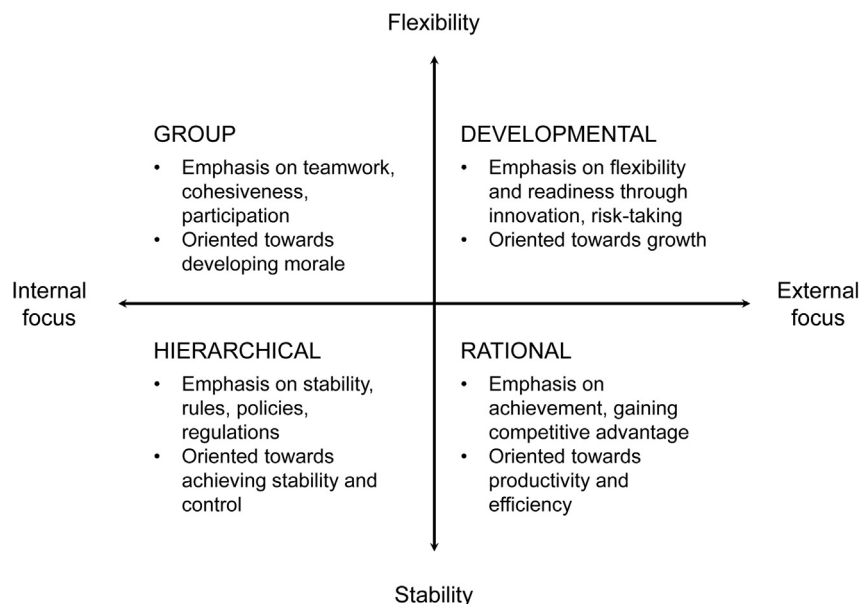 Flexibility
GROUP
• Emphasis on teamwork,
cohesiveness,
participation
• Oriented towards
developing morale
DEVELOPMENTAL
• Emphasis on flexibility
and readiness through
innovation, risk-taking
• Oriented towards growth
Internal
focus
External
focus
HIERARCHICAL
• Emphasis on stability,
rules, policies,
regulations
• Oriented towards
achieving stability and
control
RATIONAL
• Emphasis on
achievement, gaining
competitive advantage
• Oriented towards
productivity and
efficiency
Stability